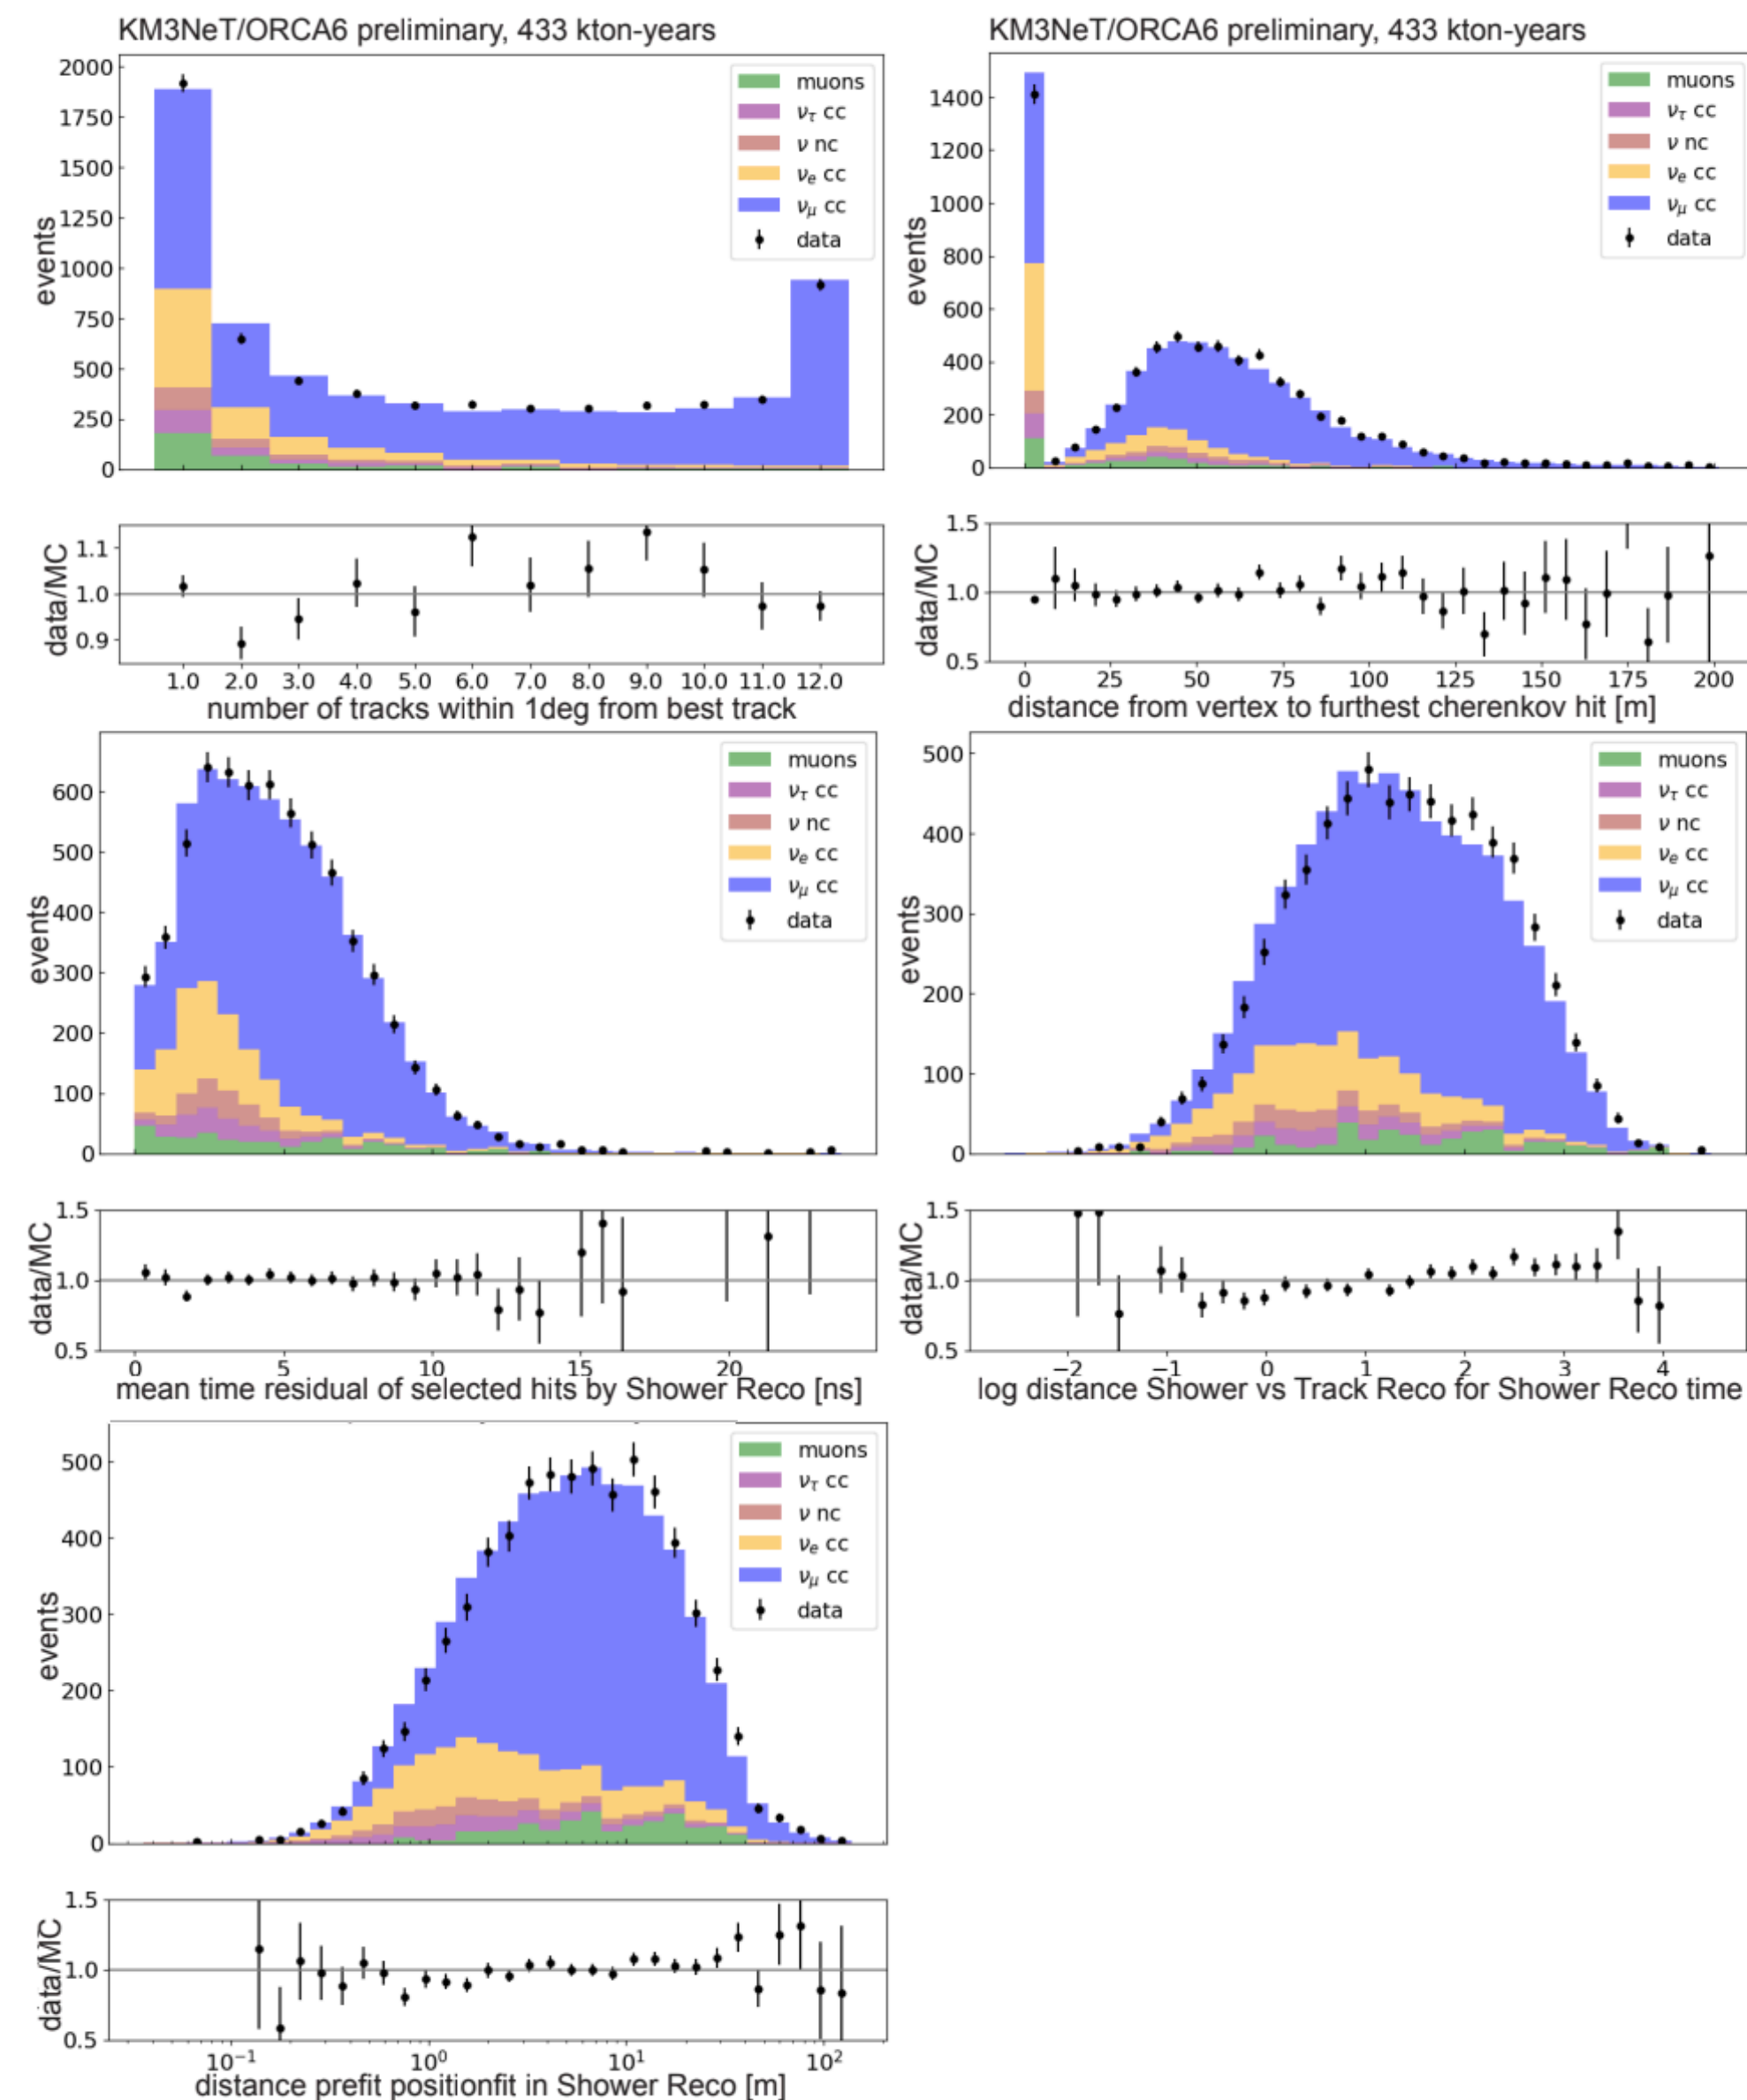 KM3NeT/ORCA6 preliminary, 433 kton-years
2000
1750
1500
1250
1000
750
500
250
0
events
muons
ντ cc
ν nc
νe cc
νμ cc
data
1.1
1.0
0.9
data/MC
1.0 2.0 3.0 4.0 5.0 6.0 7.0 8.0 9.0 10.0 11.0 12.0
number of tracks within 1deg from best track
KM3NeT/ORCA6 preliminary, 433 kton-years
1400
1200
1000
800
600
400
200
0
events
muons
ντ cc
ν nc
νe cc
νμ cc
data
1.5
1.0
0.5
data/MC
0 25 50 75 100 125 150 175 200
distance from vertex to furthest cherenkov hit [m]
600
500
400
300
200
100
0
events
muons
ντ cc
ν nc
νe cc
νμ cc
data
1.5
1.0
0.5
data/MC
0 5 10 15 20
mean time residual of selected hits by Shower Reco [ns]
500
400
300
200
100
0
events
muons
ντ cc
ν nc
νe cc
νμ cc
data
1.5
1.0
0.5
data/MC
−2 −1 0 1 2 3 4
log distance Shower vs Track Reco for Shower Reco time
500
400
300
200
100
0
events
muons
ντ cc
ν nc
νe cc
νμ cc
data
1.5
1.0
0.5
data/MC
10⁻¹ 10⁰ 10¹ 10²
distance prefit positionfit in Shower Reco [m]